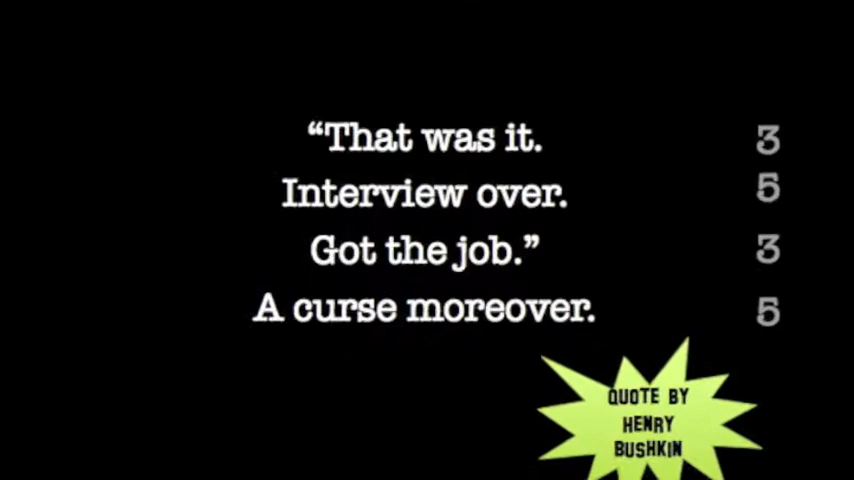 “That was it. 3
Interview over. 5
Got the job.” 3
A curse moreover. 5
QUOTE BY
HENRY
BUSHKIN